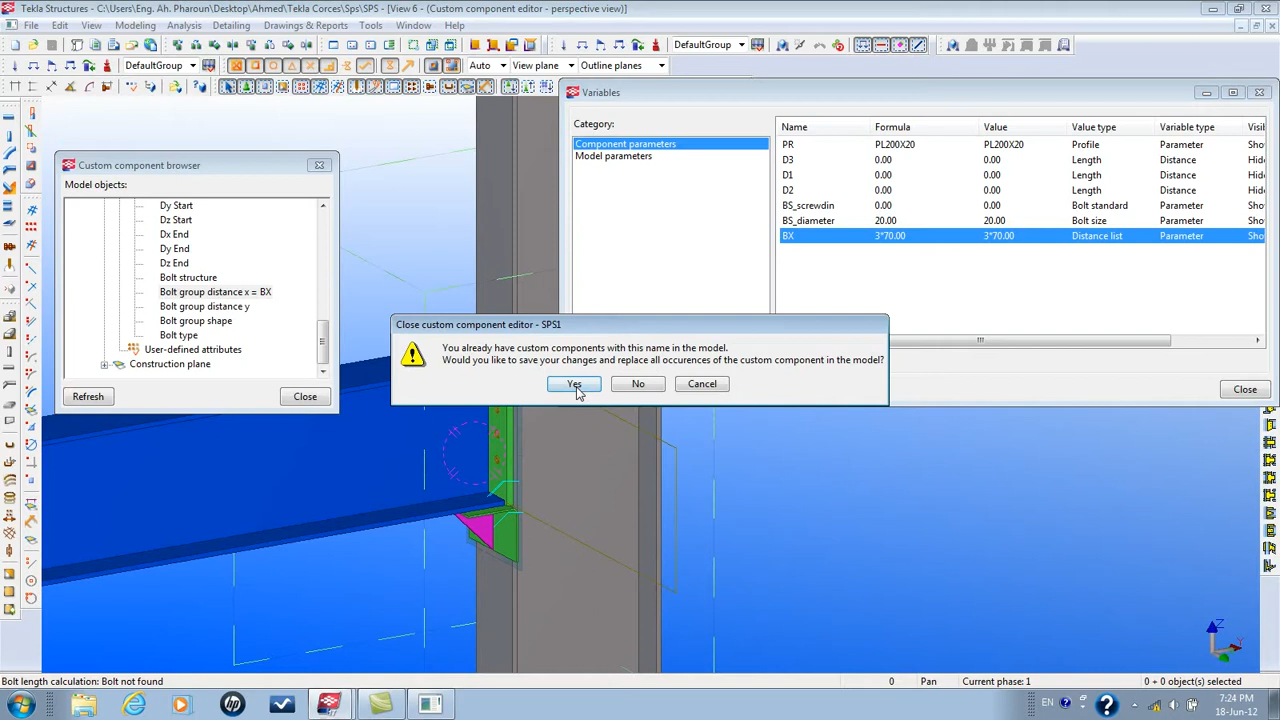 Tekla Structures - C:\Users\Eng. Ah. Pharoun\Desktop\Ahmed\Tekla Corces\Sps\SPS - [View 6 - (Custom component editor - perspective view)]
File Edit View Modeling Analysis Detailing Drawings & Reports Tools Window Help
DefaultGroup
DefaultGroup Auto View plane Outline planes
Variables
Category:
Component parameters
Model parameters
Name Formula Value Value type Variable type Visi
PR PL200X20 PL200X20 Profile Parameter Sho
D3 0.00 0.00 Length Distance Hid
D1 0.00 0.00 Length Distance Hid
D2 0.00 0.00 Length Distance Hid
BS_screwdin Bolt standard Parameter Sho
BS_diameter 20.00 20.00 Bolt size Parameter Sho
BX 3*70.00 3*70.00 Distance list Parameter Sho
Close
Custom component browser
Model objects:
Dy Start
Dz Start
Dx End
Dy End
Dz End
Bolt structure
Bolt group distance x = BX
Bolt group distance y
Bolt group shape
Bolt type
User-defined attributes
Construction plane
Refresh Close
Close custom component editor - SPS1
You already have custom components with this name in the model.
Would you like to save your changes and replace all occurences of the custom component in the model?
Yes No Cancel
Bolt length calculation: Bolt not found 0 Pan Current phase: 1 0 + 0 object(s) selected
EN
7:24 PM
18-Jun-12